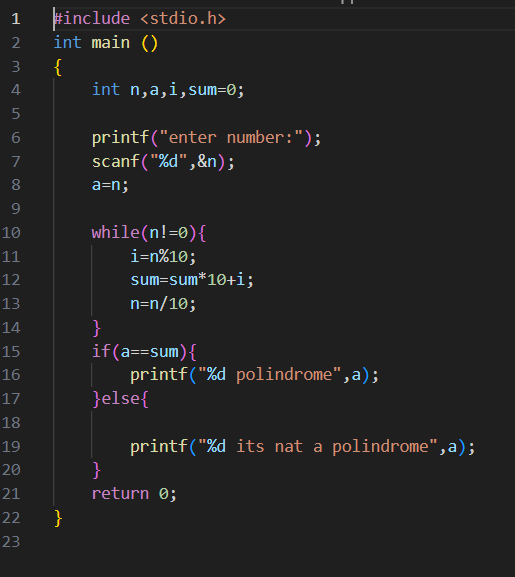 1 #include <stdio.h>
2 int main ()
3 {
4 int n,a,i,sum=0;
5
6 printf("enter number:");
7 scanf("%d",&n);
8 a=n;
9
10 while(n!=0){
11 i=n%10;
12 sum=sum*10+i;
13 n=n/10;
14 }
15 if(a==sum){
16 printf("%d polindrome",a);
17 }else{
18
19 printf("%d its nat a polindrome",a);
20 }
21 return 0;
22 }
23